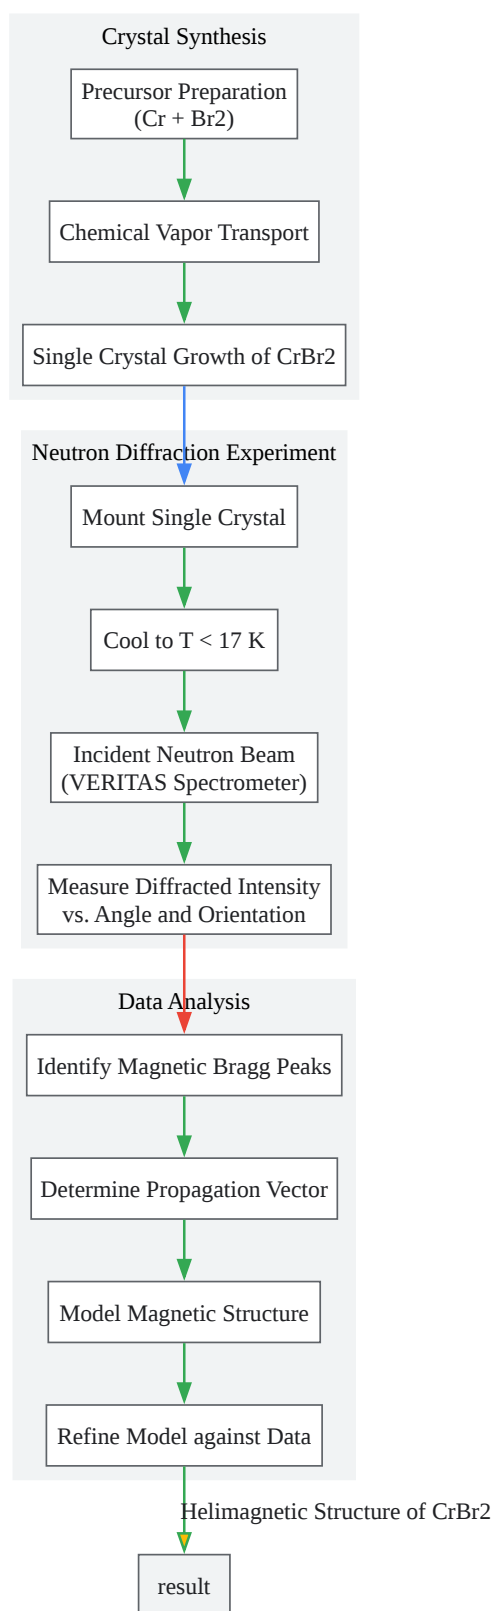 Crystal Synthesis
Precursor Preparation
(Cr + Br2)
Chemical Vapor Transport
Single Crystal Growth of CrBr2
Neutron Diffraction Experiment
Mount Single Crystal
Cool to T < 17 K
Incident Neutron Beam
(VERITAS Spectrometer)
Measure Diffracted Intensity
vs. Angle and Orientation
Data Analysis
Identify Magnetic Bragg Peaks
Determine Propagation Vector
Model Magnetic Structure
Refine Model against Data
Helimagnetic Structure of CrBr2
result